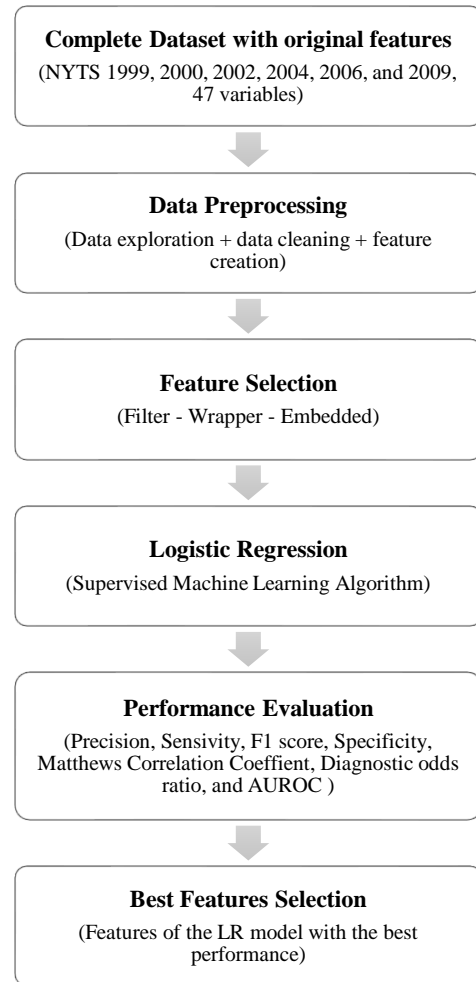 Complete Dataset with original features
(NYTS 1999, 2000, 2002, 2004, 2006, and 2009,
47 variables)
Data Preprocessing
(Data exploration + data cleaning + feature
creation)
Feature Selection
(Filter - Wrapper - Embedded)
Logistic Regression
(Supervised Machine Learning Algorithm)
Performance Evaluation
(Precision, Sensivity, F1 score, Specificity,
Matthews Correlation Coeffient, Diagnostic odds
ratio, and AUROC )
Best Features Selection
(Features of the LR model with the best
performance)